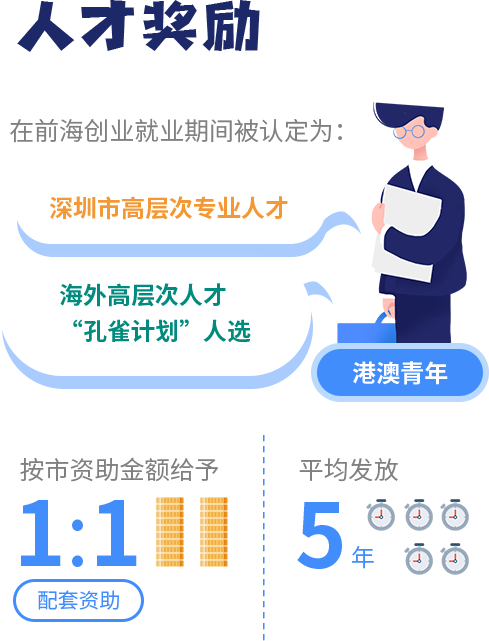 人才奖励
在前海创业就业期间被认定为：
深圳市高层次专业人才
海外高层次人才
“孔雀计划”人选
港澳青年
按市资助金额给予
1:1
配套资助
平均发放
5年